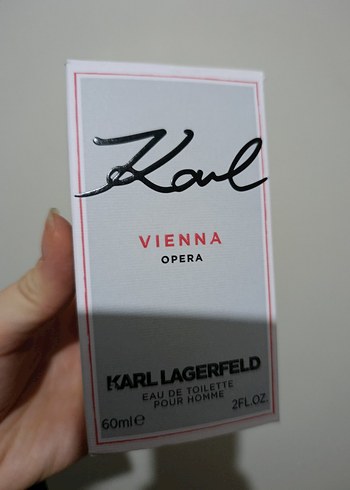 Karl
VIENNA
OPERA
KARL LAGERFELD
EAU DE TOILETTE
POUR HOMME
60ml e 2FL.OZ.